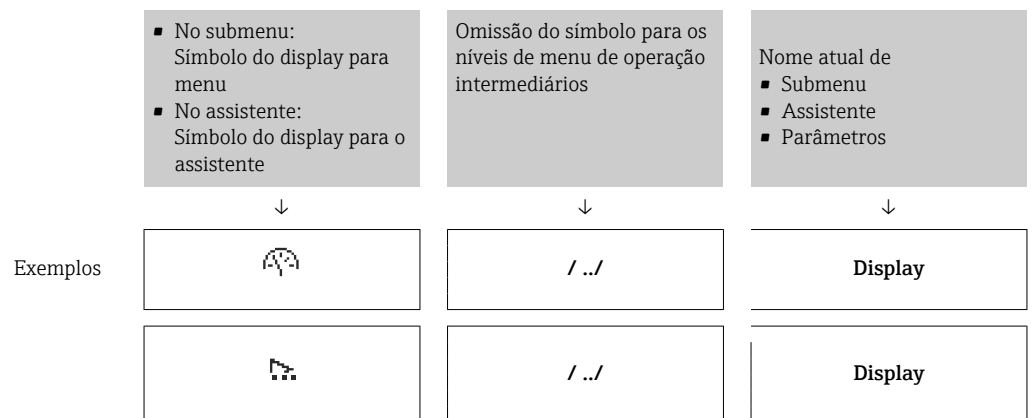 ▪ No submenu:
Símbolo do display para
menu
▪ No assistente:
Símbolo do display para o
assistente
Omissão do símbolo para os
níveis de menu de operação
intermediários
Nome atual de
▪ Submenu
▪ Assistente
▪ Parâmetros
↓ ↓ ↓
Exemplos / ../ Display
/ ../ Display